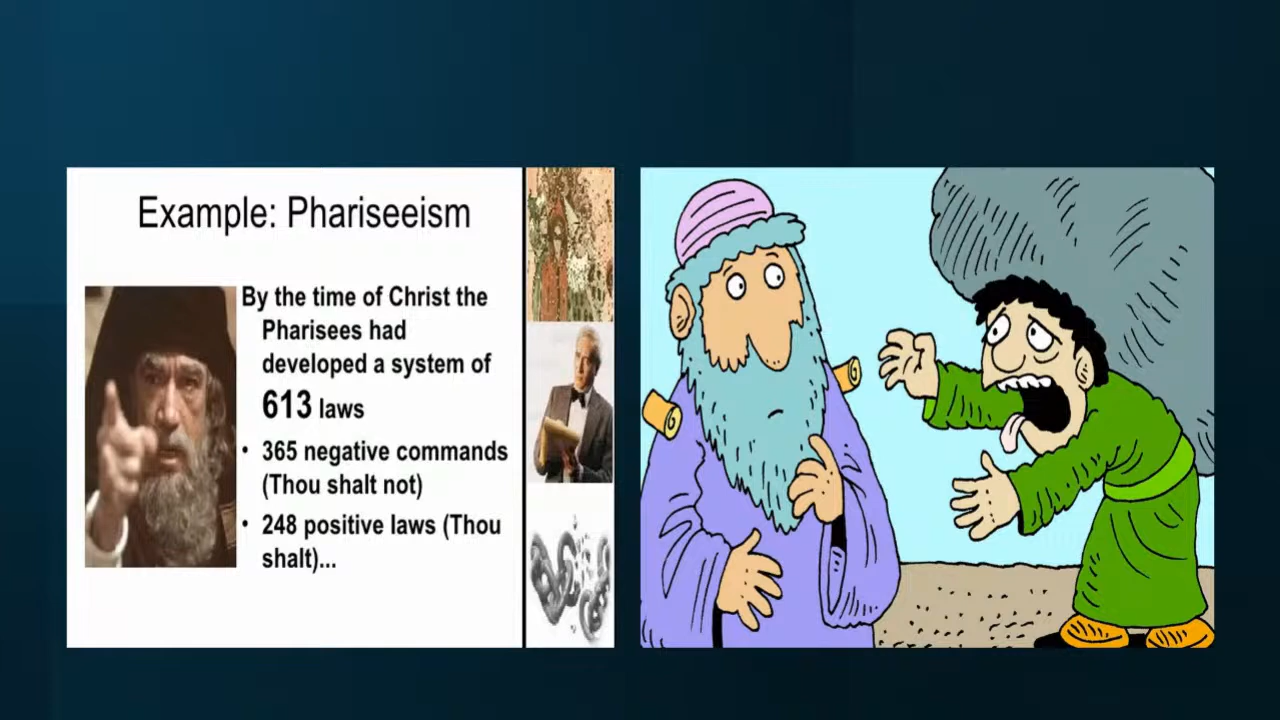 Example: Phariseeism
By the time of Christ the
Pharisees had
developed a system of
613 laws
• 365 negative commands
(Thou shalt not)
• 248 positive laws (Thou
shalt)...